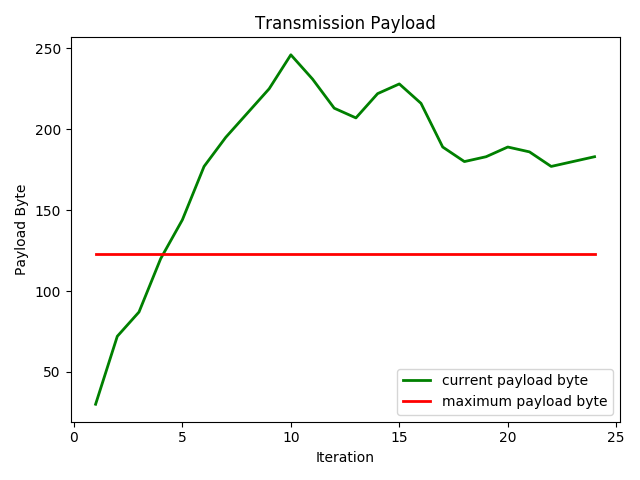 Transmission Payload
Payload Byte
250
200
150
100
50
0
5
10
15
20
25
Iteration
current payload byte
maximum payload byte